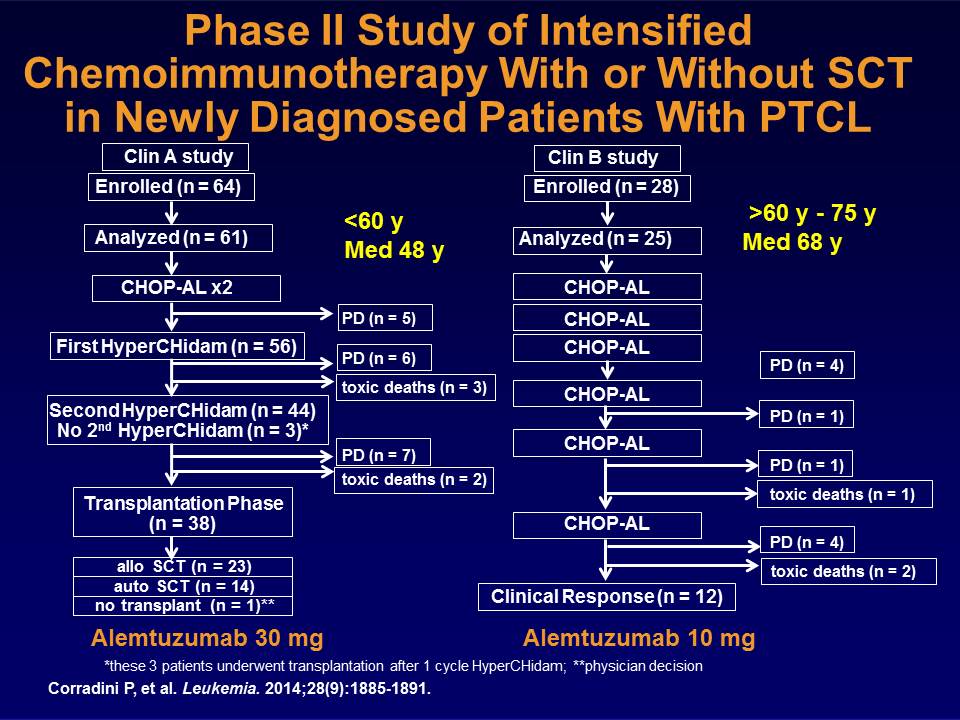 Phase II Study of Intensified
Chemoimmunotherapy With or Without SCT
in Newly Diagnosed Patients With PTCL
Clin A study
Enrolled (n = 64)
<60 y
Med 48 y
Analyzed (n = 61)
CHOP-AL x2
PD (n = 5)
First HyperCHidam (n = 56)
PD (n = 6)
toxic deaths (n = 3)
Second HyperCHidam (n = 44)
No 2nd HyperCHidam (n = 3)*
PD (n = 7)
toxic deaths (n = 2)
Transplantation Phase
(n = 38)
allo SCT (n = 23)
auto SCT (n = 14)
no transplant (n = 1)**
Alemtuzumab 30 mg
Clin B study
Enrolled (n = 28)
>60 y - 75 y
Med 68 y
Analyzed (n = 25)
CHOP-AL
CHOP-AL
CHOP-AL
PD (n = 4)
CHOP-AL
PD (n = 1)
CHOP-AL
PD (n = 1)
toxic deaths (n = 1)
CHOP-AL
PD (n = 4)
toxic deaths (n = 2)
Clinical Response (n = 12)
Alemtuzumab 10 mg
*these 3 patients underwent transplantation after 1 cycle HyperCHidam; **physician decision
Corradini P, et al. Leukemia. 2014;28(9):1885-1891.